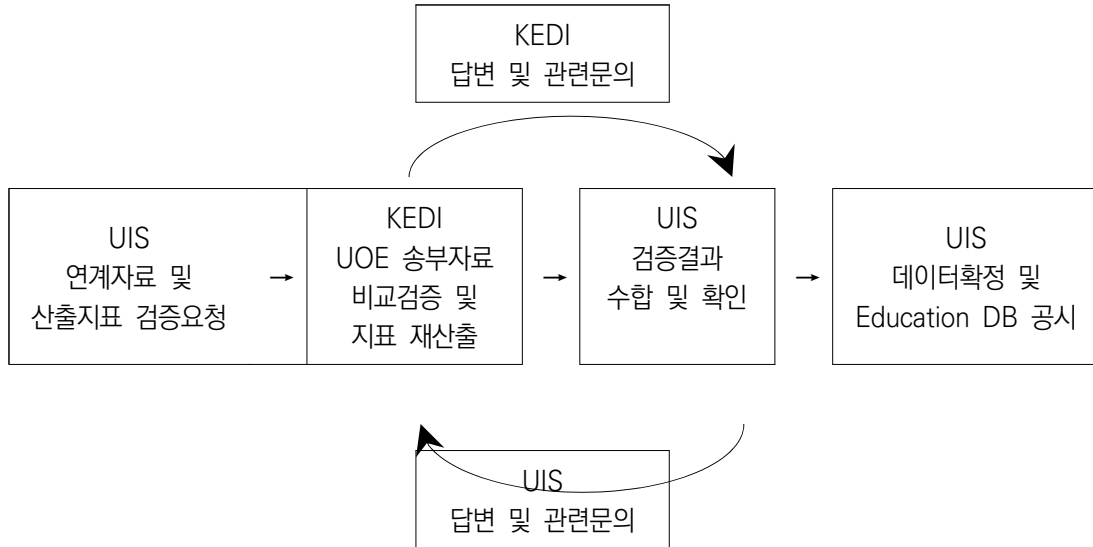 KEDI
답변 및 관련문의
UIS
연계자료 및
산출지표 검증요청
→
KEDI
UOE 송부자료
비교검증 및
지표 재산출
→
UIS
검증결과
수합 및 확인
→
UIS
데이터확정 및
Education DB 공시
UIS
답변 및 관련문의